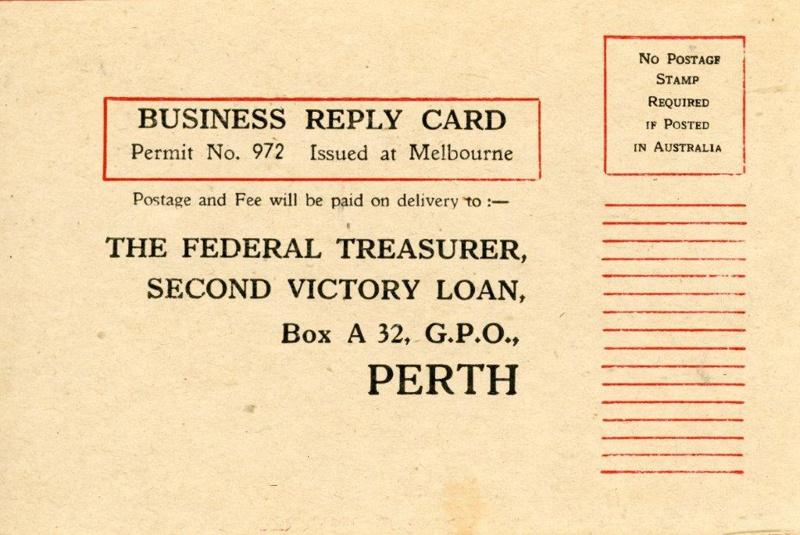 No Postage
Stamp
Required
if Posted
in Australia
BUSINESS REPLY CARD
Permit No. 972 Issued at Melbourne
Postage and Fee will be paid on delivery to :—
THE FEDERAL TREASURER,
SECOND VICTORY LOAN,
Box A 32, G.P.O.,
PERTH